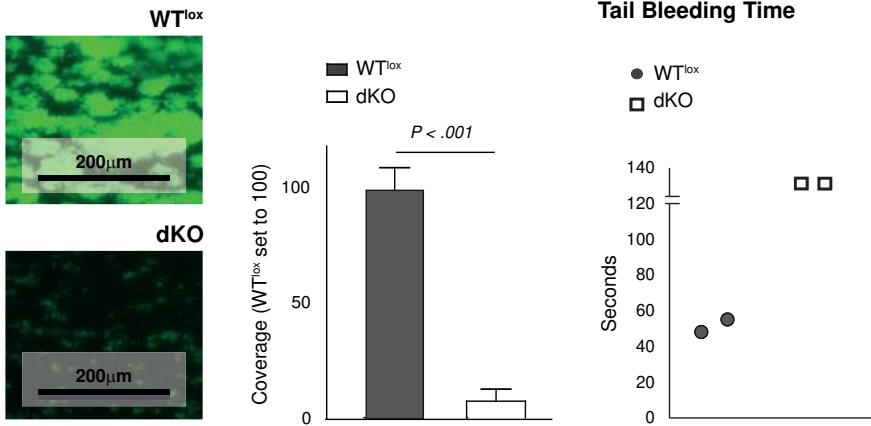 WTˡᵒˣ
200μm
dKO
200μm
WTˡᵒˣ
dKO
P < .001
Coverage (WTˡᵒˣ set to 100)
100
50
0
Tail Bleeding Time
WTˡᵒˣ
dKO
Seconds
140
120
100
80
60
40
20
0